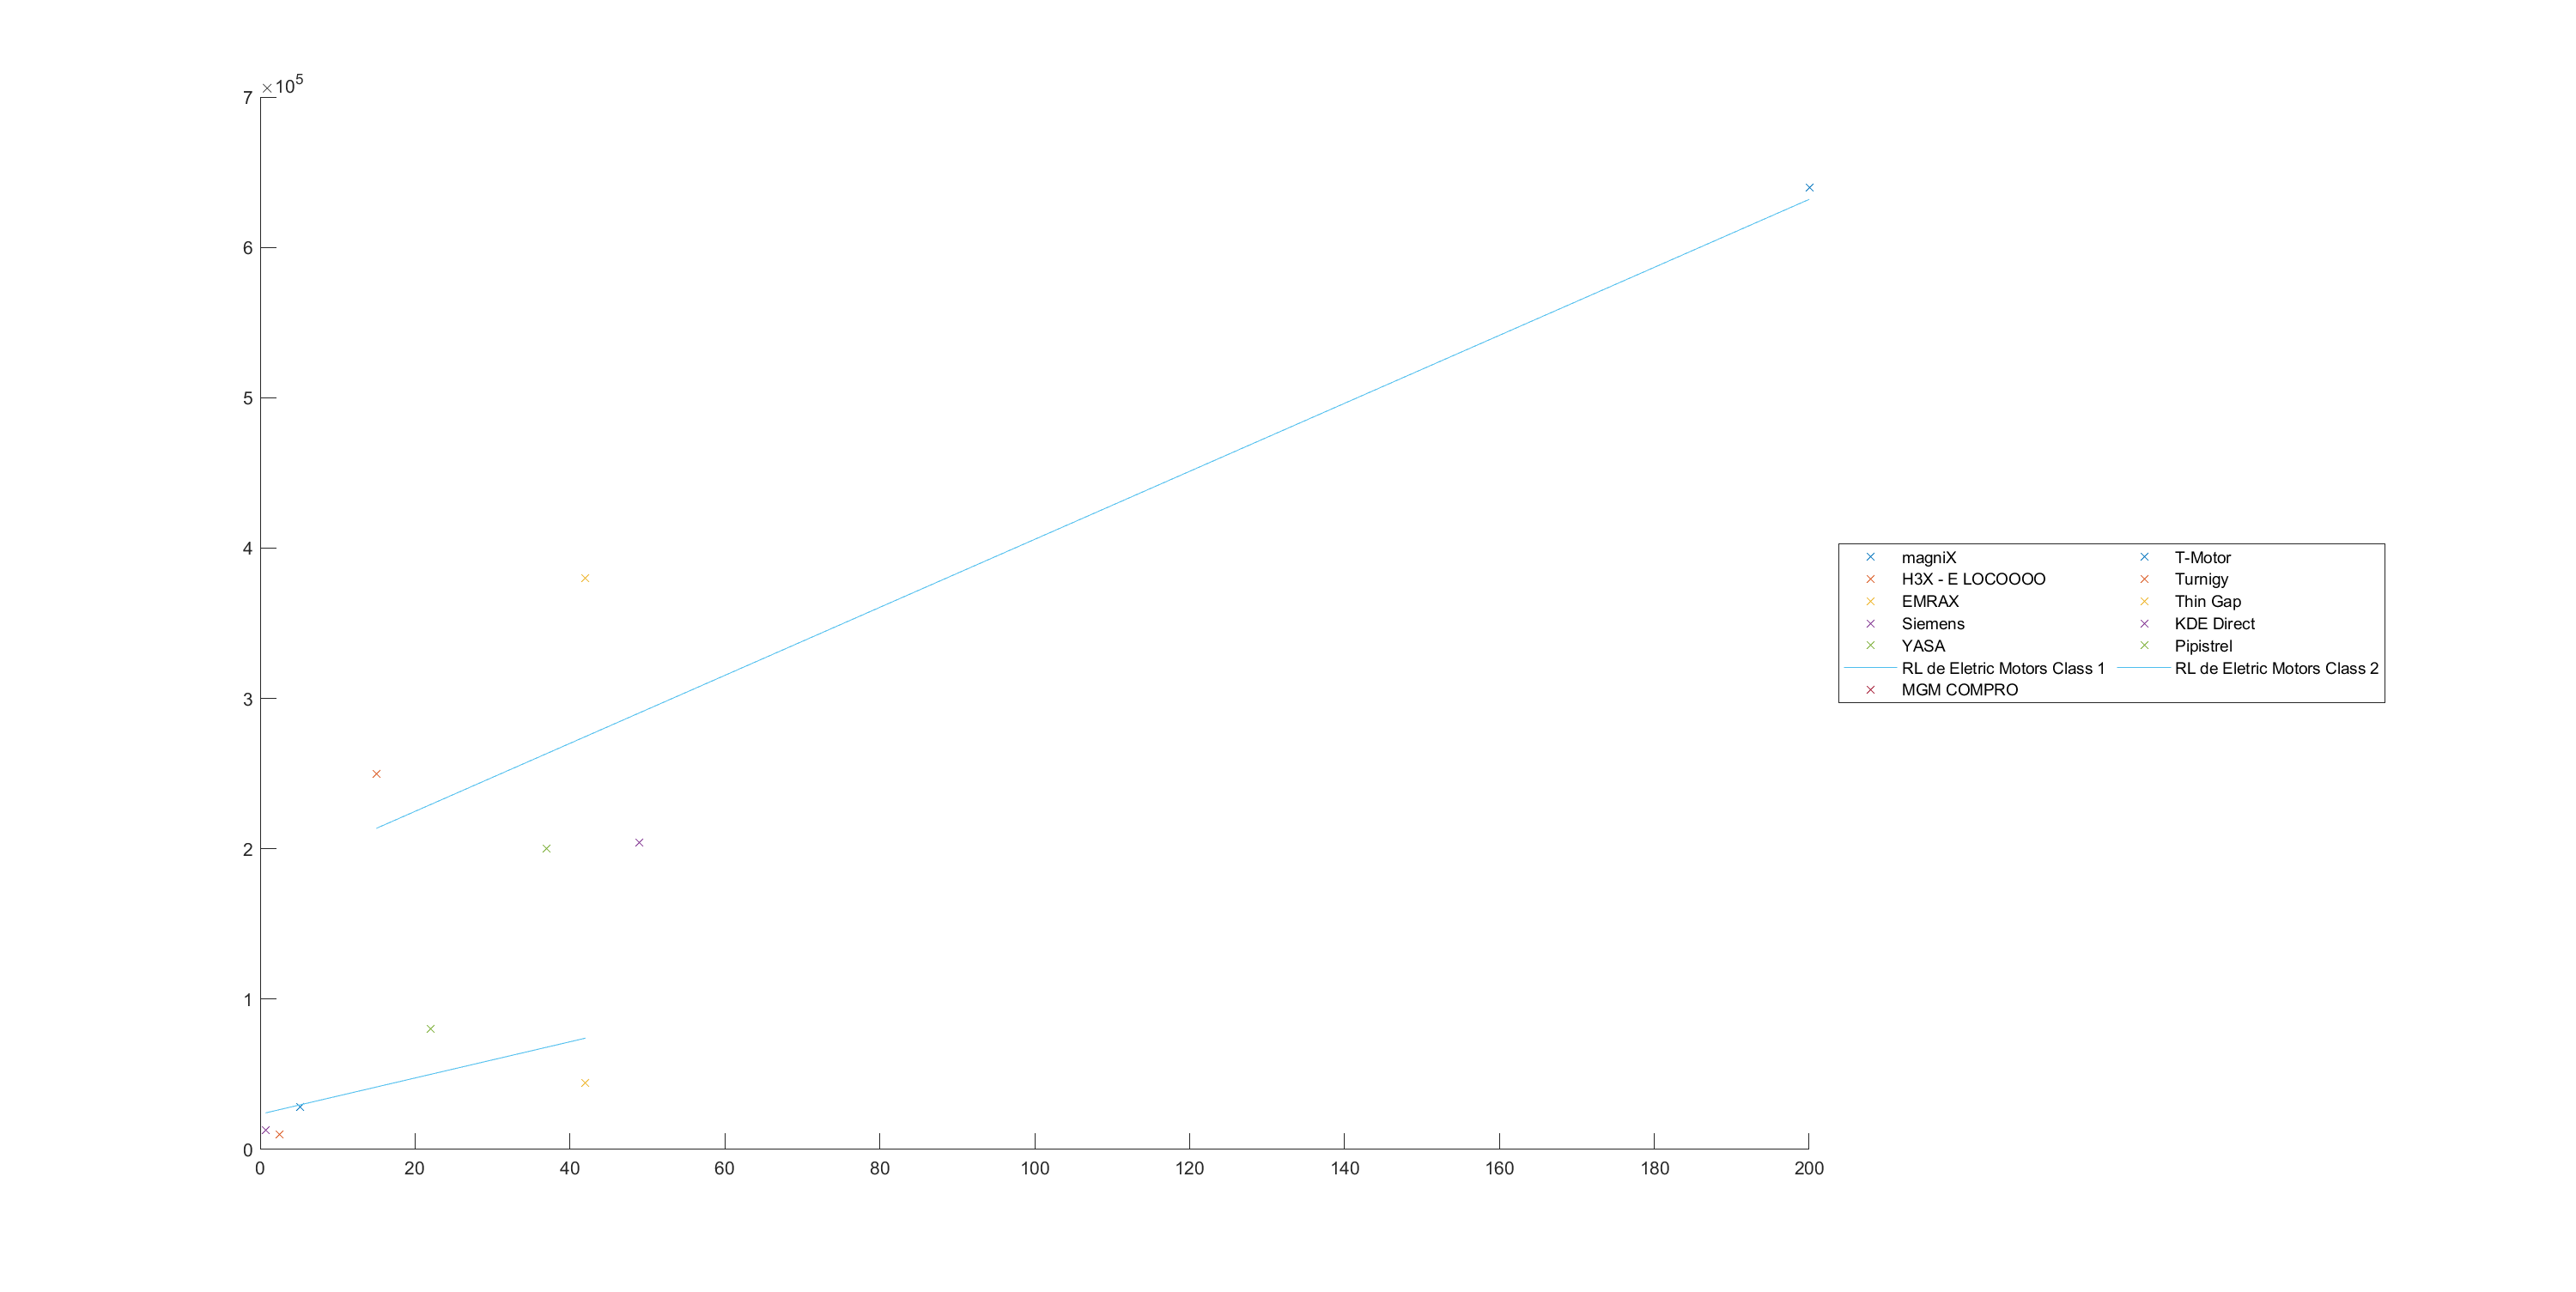 ×10⁵
7
6
5
4
3
2
1
0
0 20 40 60 80 100 120 140 160 180 200
magniX T-Motor
H3X - E LOCOOOO Turnigy
EMRAX Thin Gap
Siemens KDE Direct
YASA Pipistrel
RL de Eletric Motors Class 1 RL de Eletric Motors Class 2
MGM COMPRO